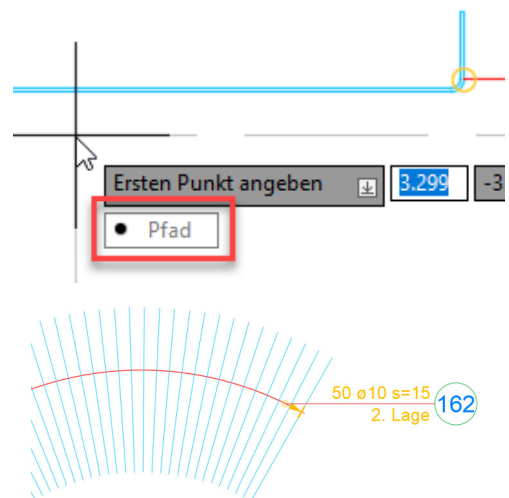 Ersten Punkt angeben 3.299 -3
Pfad
50 ø10 s=15
2. Lage
162